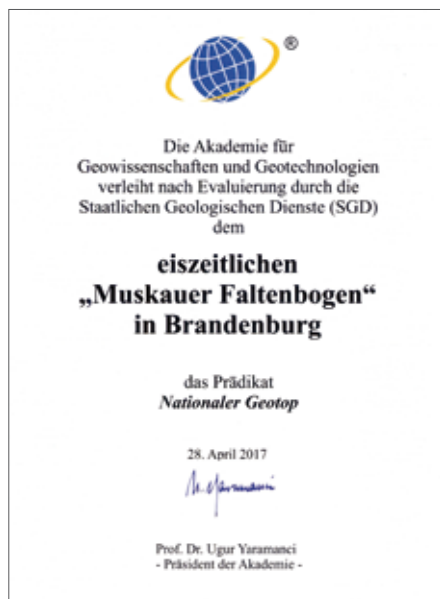 ®
Die Akademie für
Geowissenschaften und Geotechnologien
verleiht nach Evaluierung durch die
Staatlichen Geologischen Dienste (SGD)
dem
eiszeitlichen
„Muskauer Faltenbogen“
in Brandenburg
das Prädikat
Nationaler Geotop
28. April 2017
Prof. Dr. Ugur Yaramanci
- Präsident der Akademie -